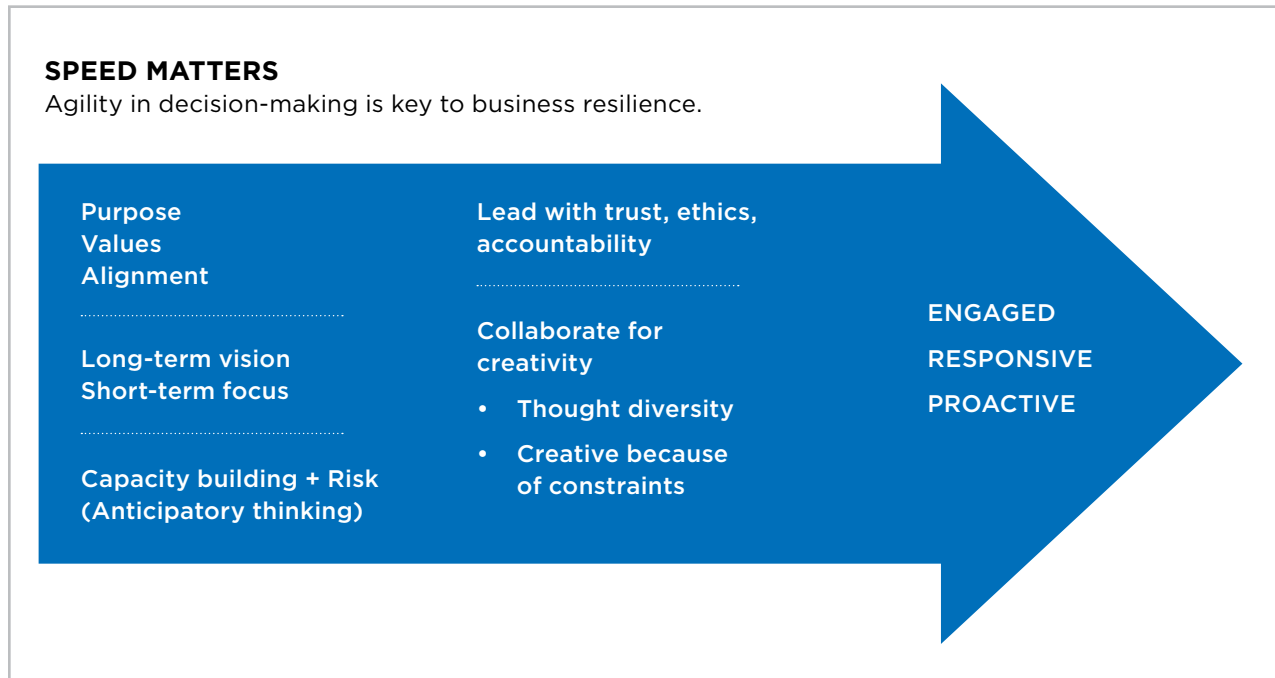 SPEED MATTERS
Agility in decision-making is key to business resilience.
Purpose
Values
Alignment
Long-term vision
Short-term focus
Capacity building + Risk
(Anticipatory thinking)
Lead with trust, ethics,
accountability
Collaborate for
creativity
• Thought diversity
• Creative because
of constraints
ENGAGED
RESPONSIVE
PROACTIVE